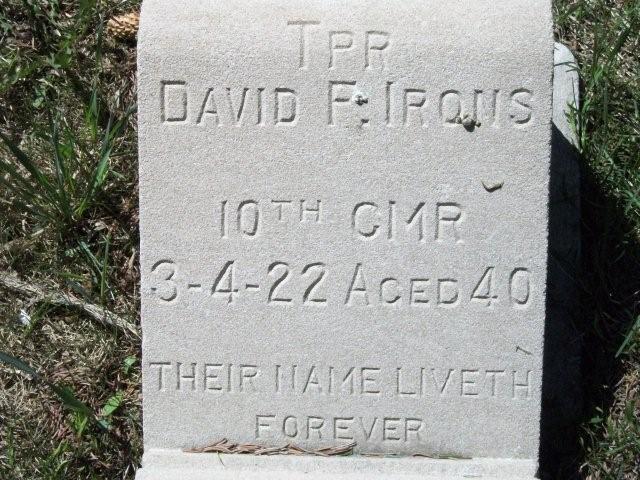 TPR
DAVID F. IRONS
10TH CMR
3-4-22 AGED 40
THEIR NAME LIVETH
FOREVER